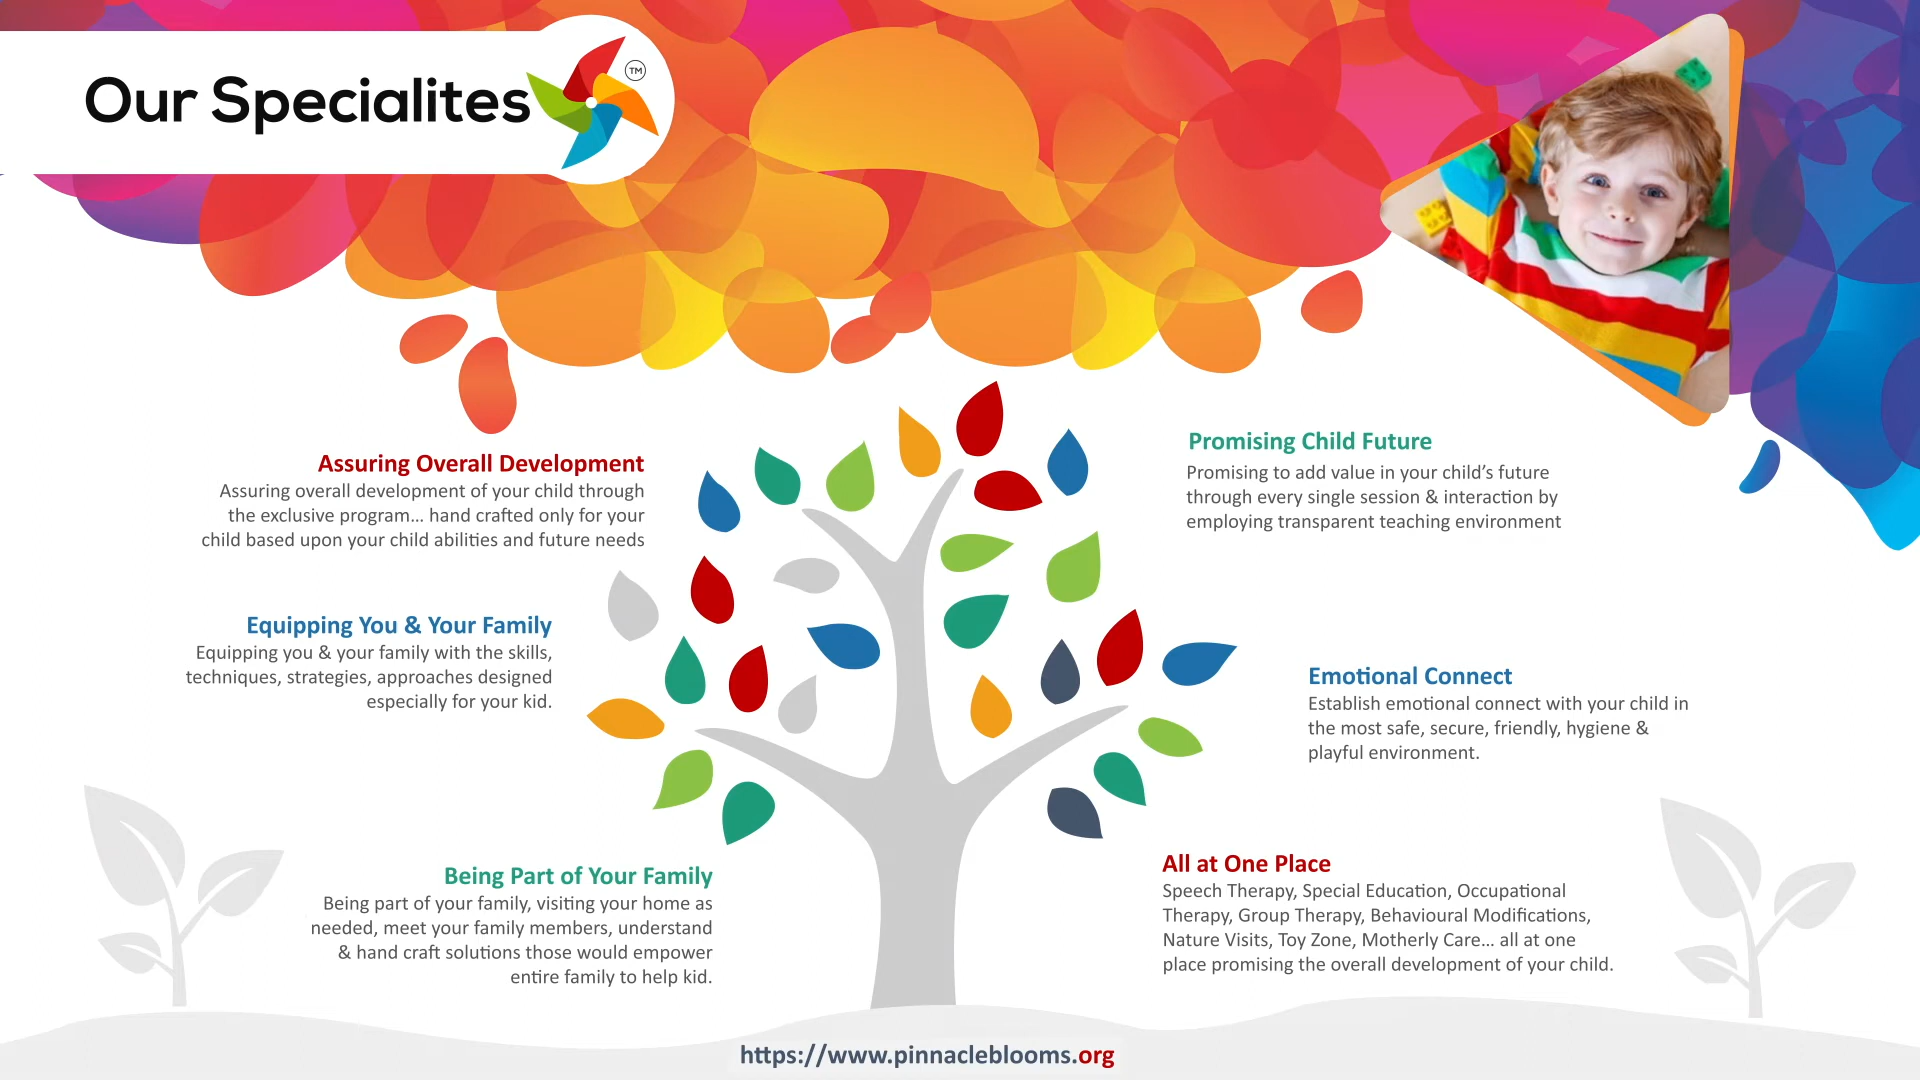 Our Specialites
TM
Assuring Overall Development
Assuring overall development of your child through
the exclusive program... hand crafted only for your
child based upon your child abilities and future needs
Equipping You & Your Family
Equipping you & your family with the skills,
techniques, strategies, approaches designed
especially for your kid.
Being Part of Your Family
Being part of your family, visiting your home as
needed, meet your family members, understand
& hand craft solutions those would empower
entire family to help kid.
Promising Child Future
Promising to add value in your child’s future
through every single session & interaction by
employing transparent teaching environment
Emotional Connect
Establish emotional connect with your child in
the most safe, secure, friendly, hygiene &
playful environment.
All at One Place
Speech Therapy, Special Education, Occupational
Therapy, Group Therapy, Behavioural Modifications,
Nature Visits, Toy Zone, Motherly Care... all at one
place promising the overall development of your child.
https://www.pinnacleblooms.org